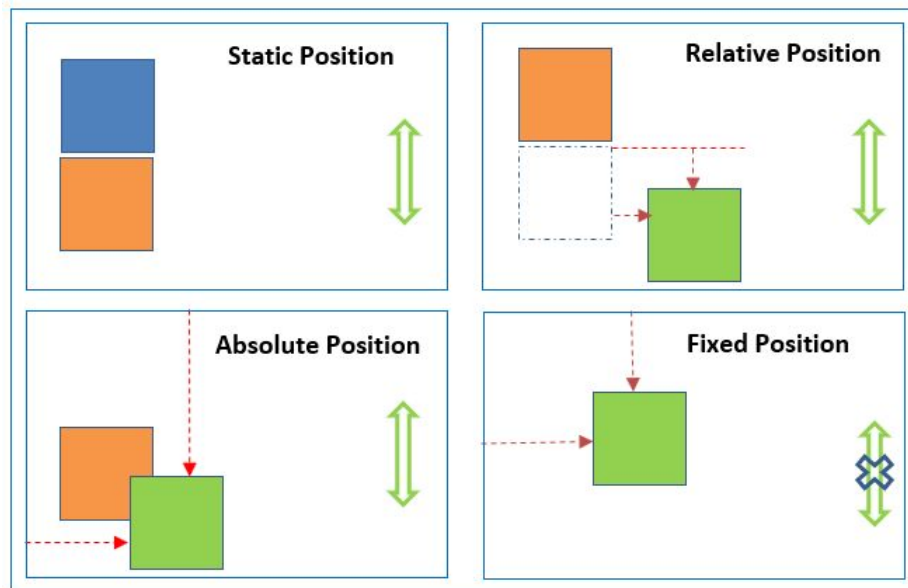 Static Position
Relative Position
Absolute Position
Fixed Position